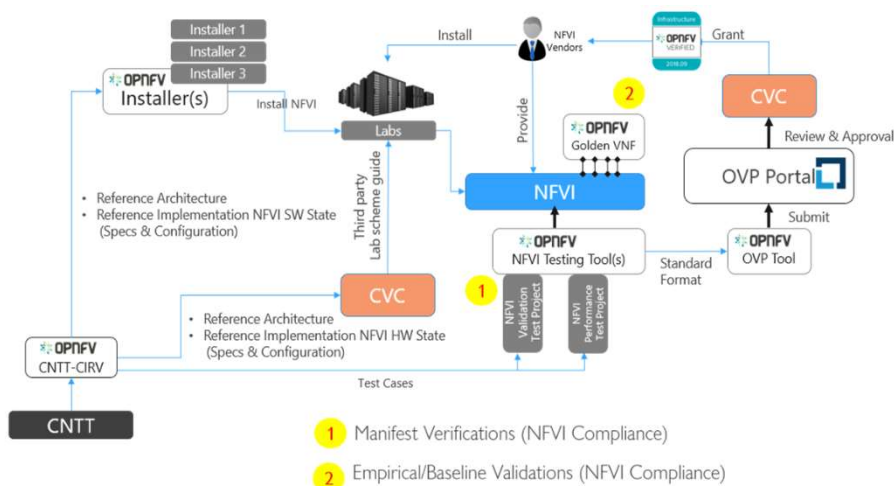 Installer 1
Installer 2
Installer 3
OPNFV
Installer(s)
Install NFVI
Install
NFVI
Vendors
Infrastructure
OPNFV
VERIFIED
2018.09
Grant
CVC
Review & Approval
OVP Portal
Submit
OPNFV
OVP Tool
Standard
Format
2
OPNFV
Golden VNF
Provide
Labs
NFVI
OPNFV
NFVI Testing Tool(s)
1
NFVI
Validation
Test Project
NFVI
Performance
Test Project
Third party
Lab scheme guide
• Reference Architecture
• Reference Implementation NFVI SW State
(Specs & Configuration)
CVC
• Reference Architecture
• Reference Implementation NFVI HW State
(Specs & Configuration)
OPNFV
CNTT-CIRV
Test Cases
CNTT
1 Manifest Verifications (NFVI Compliance)
2 Empirical/Baseline Validations (NFVI Compliance)